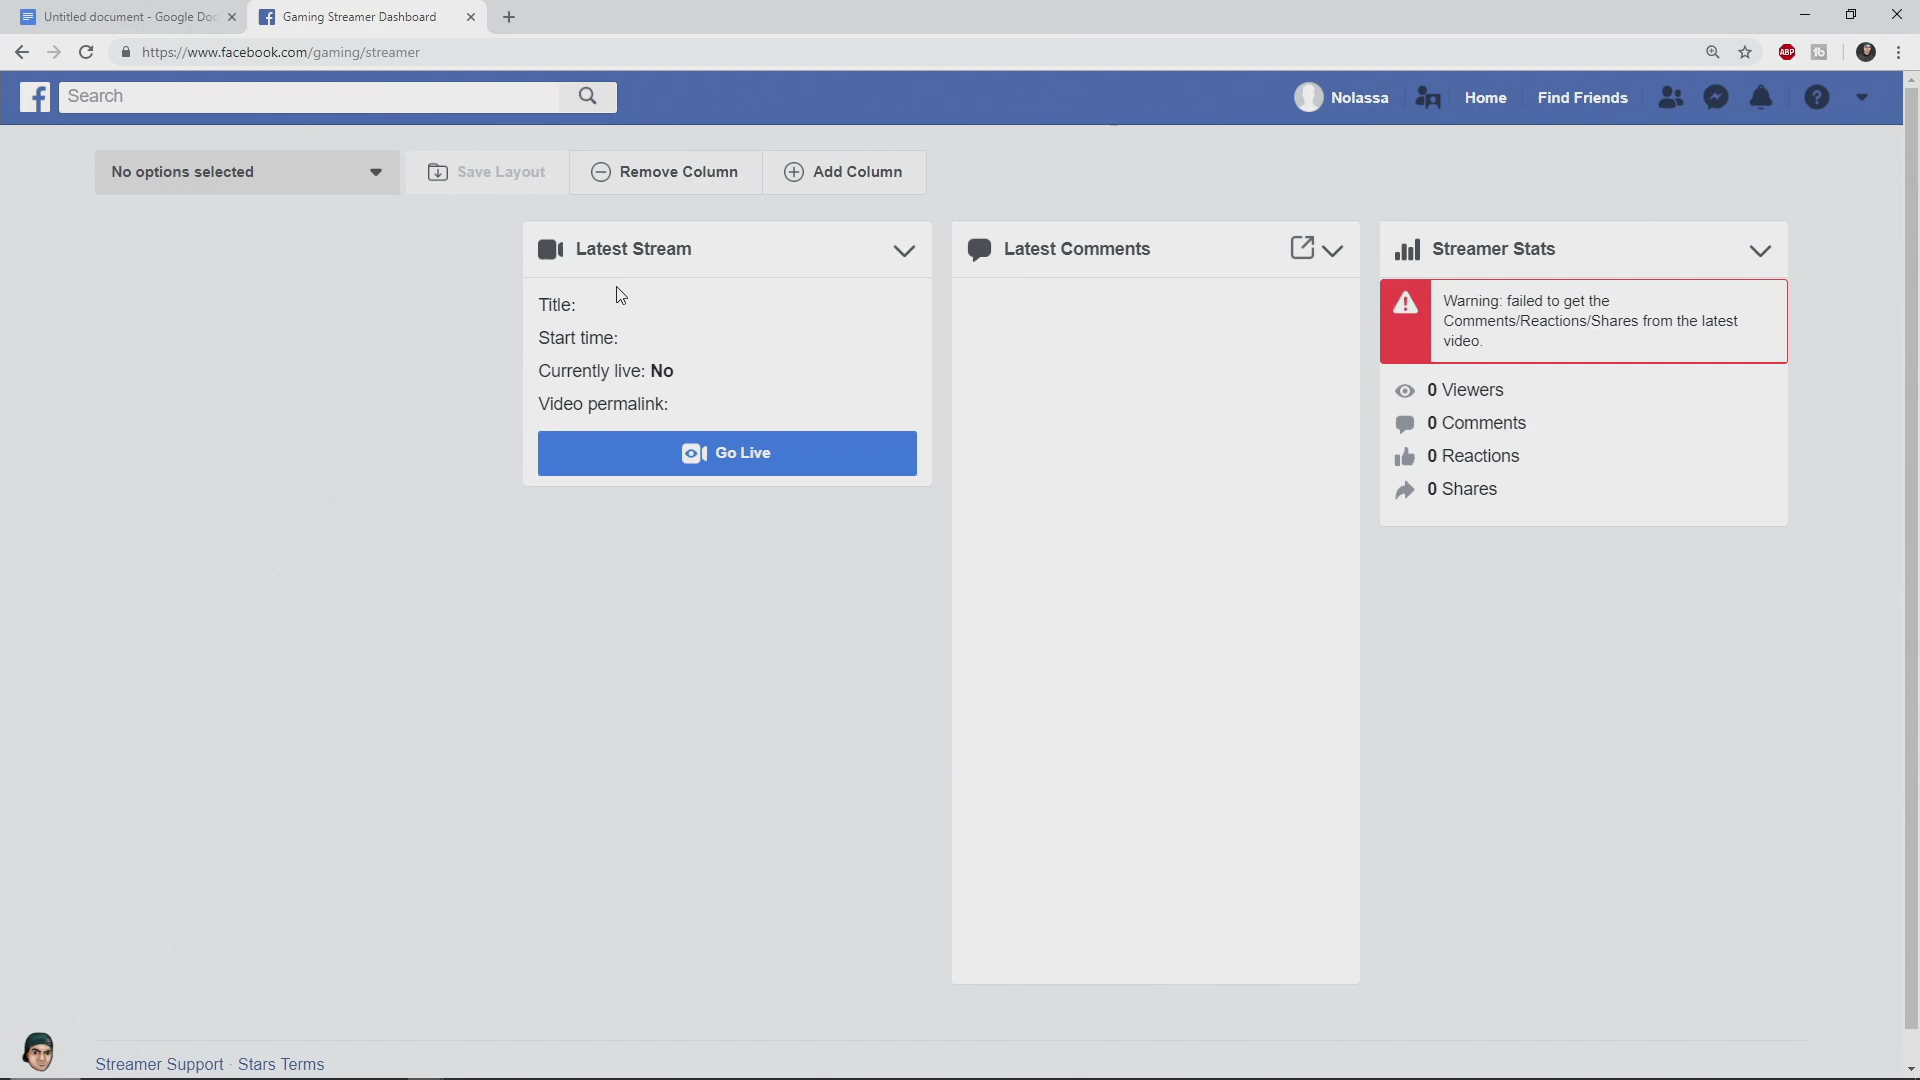 Untitled document - Google Doc
Gaming Streamer Dashboard
https://www.facebook.com/gaming/streamer
ABP
tb
Search
Nolassa
Home
Find Friends
No options selected
Save Layout
Remove Column
Add Column
Latest Stream
Title:
Start time:
Currently live: No
Video permalink:
Go Live
Latest Comments
Streamer Stats
Warning: failed to get the
Comments/Reactions/Shares from the latest
video.
0 Viewers
0 Comments
0 Reactions
0 Shares
Streamer Support · Stars Terms